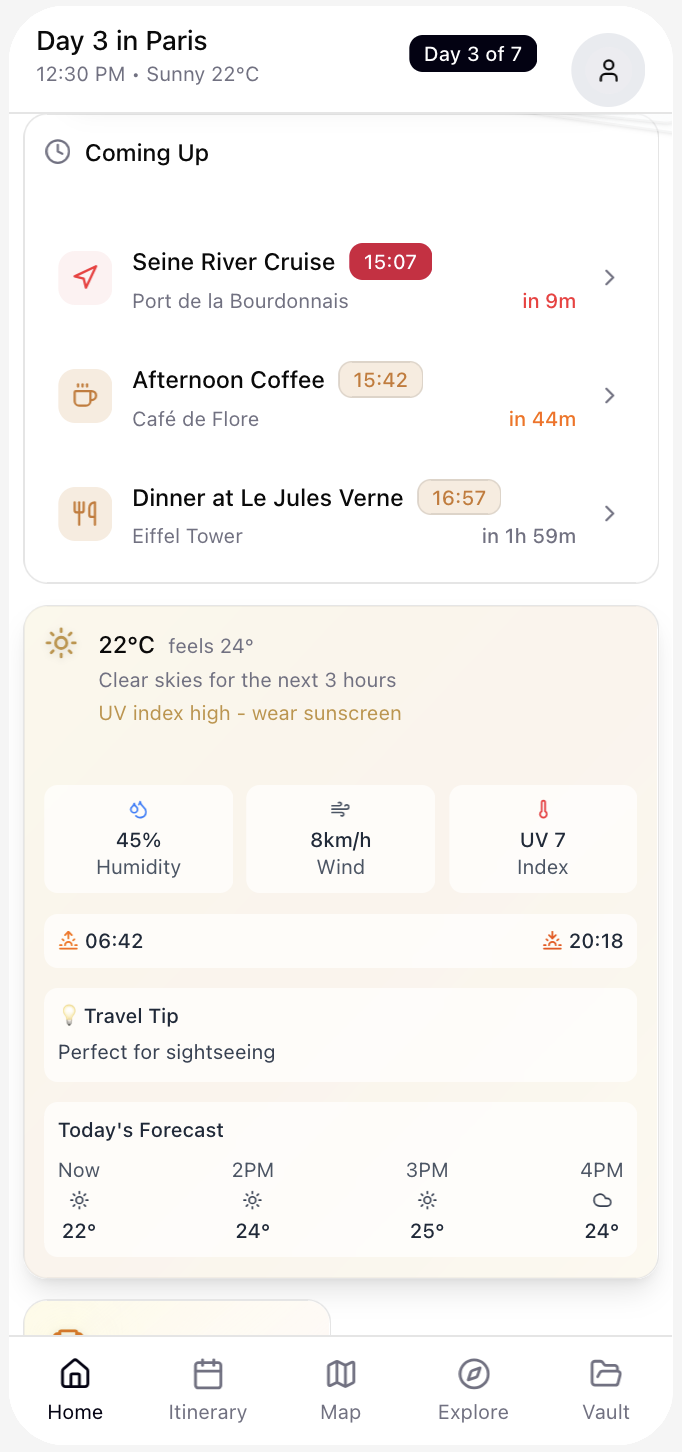 Day 3 in Paris
12:30 PM • Sunny 22°C
Day 3 of 7
Coming Up
Seine River Cruise 15:07
Port de la Bourdonnais in 9m
Afternoon Coffee 15:42
Café de Flore in 44m
Dinner at Le Jules Verne 16:57
Eiffel Tower in 1h 59m
22°C feels 24°
Clear skies for the next 3 hours
UV index high - wear sunscreen
45% 8km/h UV 7
Humidity Wind Index
06:42 20:18
Travel Tip
Perfect for sightseeing
Today's Forecast
Now 2PM 3PM 4PM
22° 24° 25° 24°
Home Itinerary Map Explore Vault